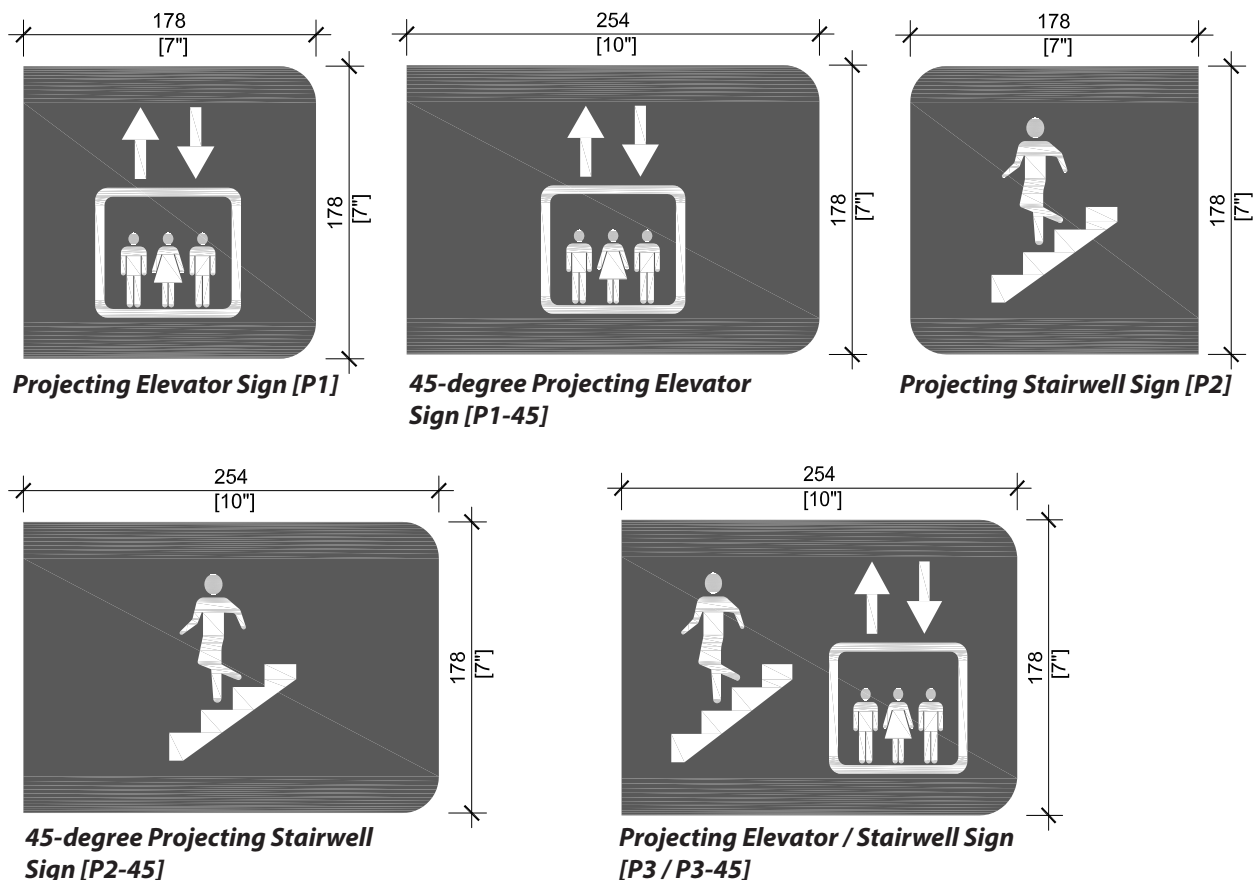 178
[7"]
178
[7"]
Projecting Elevator Sign [P1]
254
[10"]
178
[7"]
45-degree Projecting Elevator
Sign [P1-45]
178
[7"]
178
[7"]
Projecting Stairwell Sign [P2]
254
[10"]
178
[7"]
45-degree Projecting Stairwell
Sign [P2-45]
254
[10"]
178
[7"]
Projecting Elevator / Stairwell Sign
[P3 / P3-45]